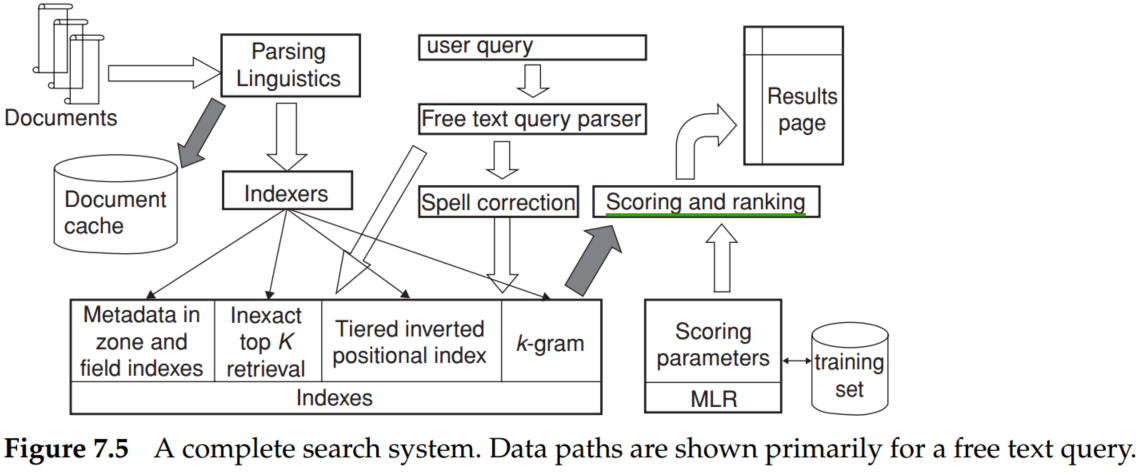 Documents
Parsing
Linguistics
user query
Free text query parser
Results
page
Document
cache
Indexers
Spell correction
Scoring and ranking
Metadata in
zone and
field indexes
Inexact
top K
retrieval
Tiered inverted
positional index
k-gram
Indexes
Scoring
parameters
MLR
training
set
Figure 7.5 A complete search system. Data paths are shown primarily for a free text query.